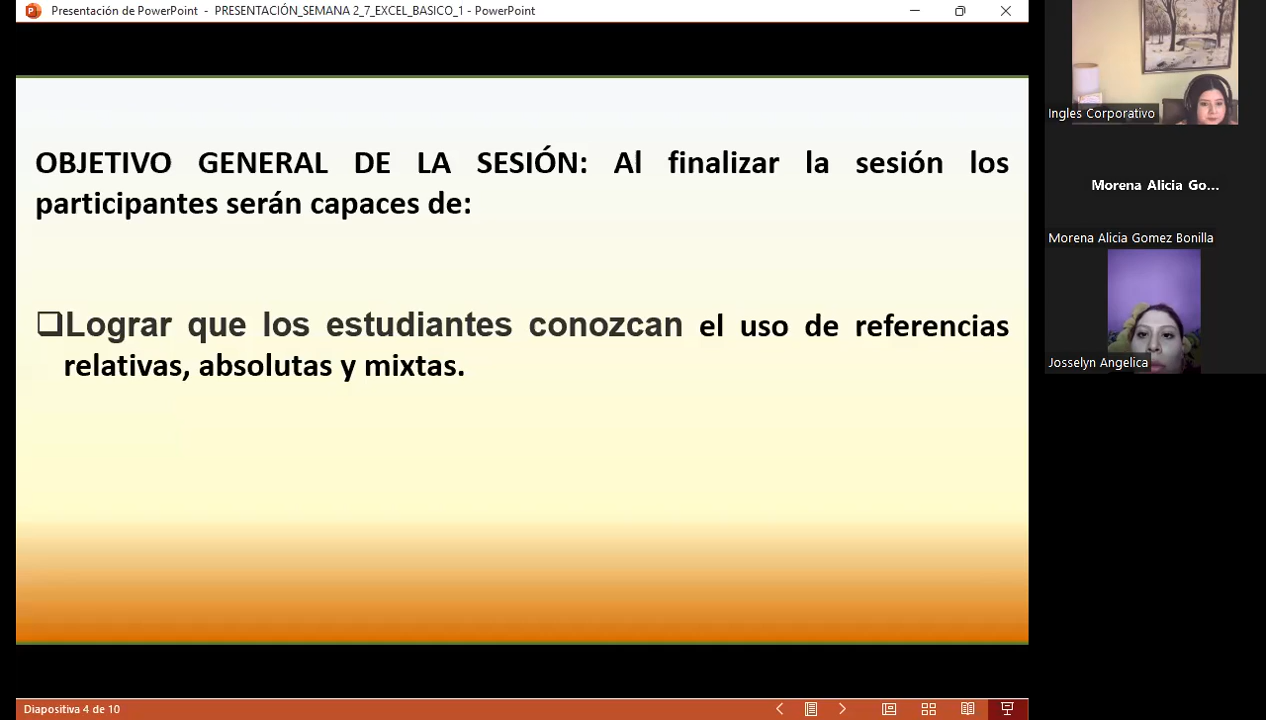 Presentación de PowerPoint - PRESENTACIÓN_SEMANA 2_7_EXCEL_BASICO_1 - PowerPoint
OBJETIVO GENERAL DE LA SESIÓN: Al finalizar la sesión los
participantes serán capaces de:
❑Lograr que los estudiantes conozcan el uso de referencias
relativas, absolutas y mixtas.
Diapositiva 4 de 10
Ingles Corporativo
Morena Alicia Go...
Morena Alicia Gomez Bonilla
Josselyn Angelica